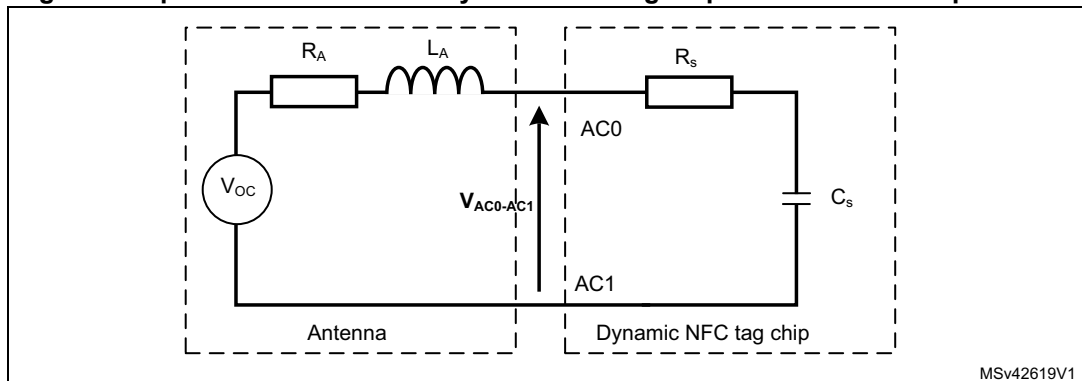 R_A
L_A
R_s
AC0
V_OC
V_AC0-AC1
C_s
AC1
Antenna
Dynamic NFC tag chip
MSv42619V1